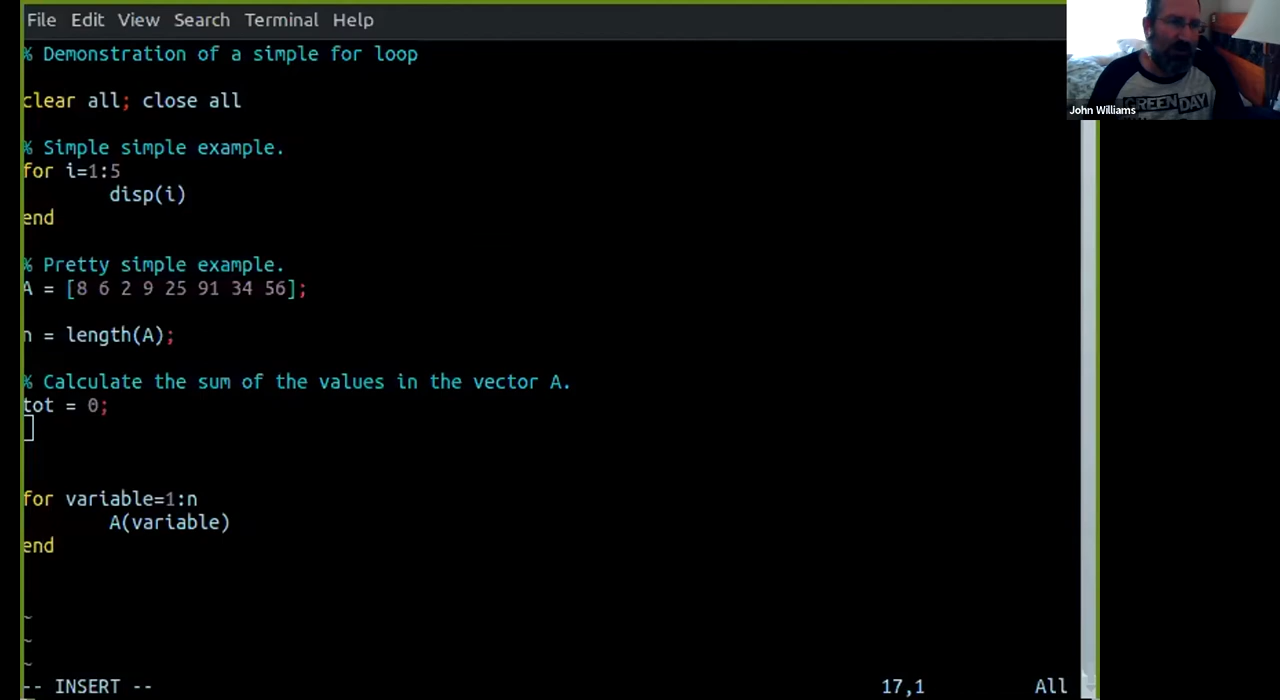 File Edit View Search Terminal Help
% Demonstration of a simple for loop
clear all; close all
% Simple simple example.
for i=1:5
disp(i)
end
% Pretty simple example.
A = [8 6 2 9 25 91 34 56];
n = length(A);
% Calculate the sum of the values in the vector A.
tot = 0;
for variable=1:n
A(variable)
end
~
~
~
-- INSERT -- 17,1 All
GREEN DAY
John Williams